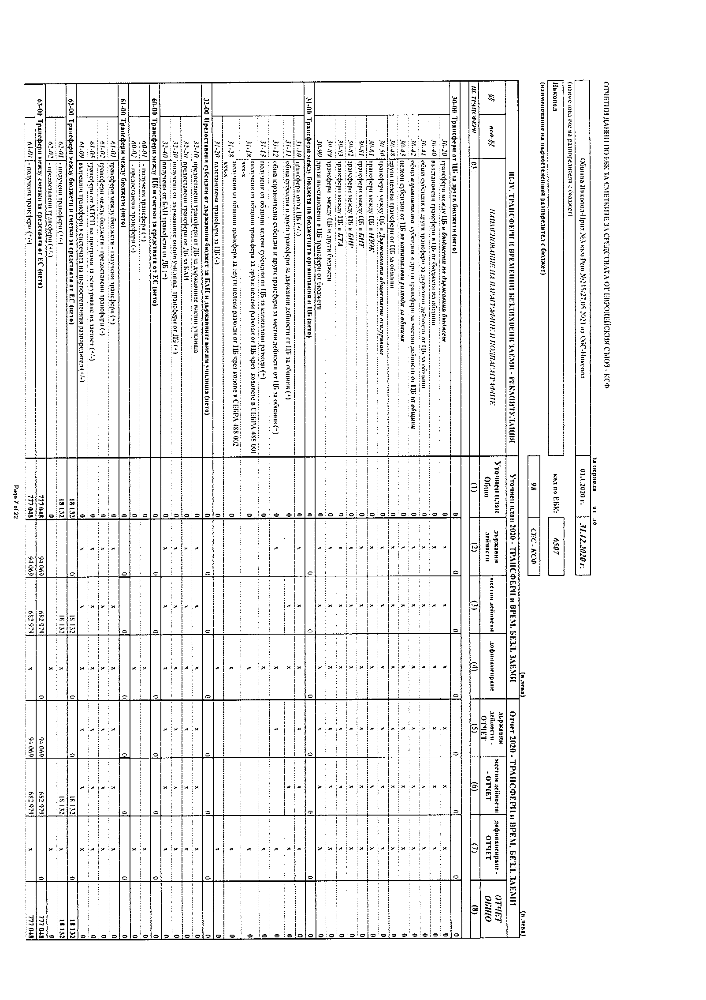 ОТЧЕТНИ ДАННИ ПО ЕБК ЗА СМЕТКИТЕ ЗА СРЕДСТВАТА ОТ ЕВРОПЕЙСКИЯ СЪЮЗ - КСФ
за периода от до
Община Никопол-Прил.№3 към Реш.№235/27.05.2021 на ОбС-Никопол 01.1.2020 г. 31.12.2020 г.
(наименование на разпоредителя с бюджет)
Никопол код по ЕБК: 6507
(наименование на първостепенния разпоредител с бюджет)
98 СЕС - КСФ
(в лева) (в лева)
III-IV. ТРАНСФЕРИ И ВРЕМЕННИ БЕЗЛИХВЕНИ ЗАЕМИ - РЕКАПИТУЛАЦИЯ Уточнен план 2020 - ТРАНСФЕРИ и ВРЕМ. БЕЗЛ. ЗАЕМИ Отчет 2020 - ТРАНСФЕРИ и ВРЕМ. БЕЗЛ. ЗАЕМИ
§§ под-§§ НАИМЕНОВАНИЕ НА ПАРАГРАФИТЕ И ПОДПАРАГРАФИТЕ Уточнен план Общо държавни дейности местни дейности дофинансиране държавни дейности - ОТЧЕТ местни дейности - ОТЧЕТ дофинансиране - ОТЧЕТ ОТЧЕТ ОБЩО
III. ТРАНСФЕРИ 03. (1) (2) (3) (4) (5) (6) (7) (8)
30-00 Трансфери от ЦБ за други бюджети (нето) 0 0 0 0 0 0 0 0
30-20 трансфери между ЦБ и бюджети по държавния бюджет 0 x x x x x x 0
30-40 възстановени трансфери в ЦБ от бюджети на общини 0 x x x x x x 0
30-41 обща субсидия и други трансфери за държавни дейности от ЦБ за общини 0 x x x x x x 0
30-42 обща изравнителна субсидия и други трансфери за местни дейности от ЦБ за общини 0 x x x x x x 0
30-43 целеви субсидии от ЦБ за капиталови разходи за общини 0 x x x x x x 0
30-48 други целеви трансфери от ЦБ за общини 0 x x x x x x 0
30-50 трансфери между ЦБ и Държавното обществено осигуряване 0 x x x x x x 0
30-61 трансфери между ЦБ и НЗОК 0 x x x x x x 0
30-81 трансфери между ЦБ и БНТ 0 x x x x x x 0
30-82 трансфери между ЦБ и БНР 0 x x x x x x 0
30-83 трансфери между ЦБ и БТА 0 x x x x x x 0
30-89 трансфери между ЦБ и други бюджети 0 x x x x x x 0
30-90 други възстановени в ЦБ трансфери от бюджети 0 x x x x x x 0
31-00 Трансфери между бюджета на бюджетната организация и ЦБ (нето) 0 0 0 0 0 0 0 0
31-10 трансфери от/за ЦБ (+/-) 0 x x x x x x 0
31-11 обща субсидия и други трансфери за държавни дейности от ЦБ за общини (+) 0 x x x x 0
31-12 обща изравнителна субсидия и други трансфери за местни дейности от ЦБ за общини (+) 0 x x x x 0
31-13 получени от общини целеви субсидии от ЦБ за капиталови разходи (+) 0 x x 0
31-18 получени от общини трансфери за други целеви разходи от ЦБ чрез кодовете в СЕБРА 488 001 xxx-x 0 x x 0
31-28 получени от общини трансфери за други целеви разходи от ЦБ чрез кодове в СЕБРА 488 002 xxx-x 0 x x 0
31-20 възстановени трансфери за ЦБ (-) 0 x x 0
32-00 Предоставени субсидии от държавния бюджет за БАН и държавните висши училища (нето) 0 0 0 0 0 0 0 0
32-10 предоставени трансфери от ДБ за държавните висши училища 0 x x x x x x 0
32-20 предоставени трансфери от ДБ за БАН 0 x x x x x x 0
32-30 получени от държавните висши училища трансфери от ДБ (+) 0 x x x x x x 0
32-40 получени от БАН трансфери от ДБ (+) 0 x x x x x x 0
60-00 Трансфери между ЦБ и сметки за средствата от ЕС (нето) 0 0 0 0 0 0 0 0
60-01 - получени трансфери (+) 0 x x 0
60-02 - предоставени трансфери (-) 0 x x 0
61-00 Трансфери между бюджети (нето) 0 0 0 0 0 0 0 0
61-01 трансфери между бюджети - получени трансфери (+) 0 x x x x x x 0
61-02 трансфери между бюджети - предоставени трансфери (-) 0 x x x x x x 0
61-05 трансфери от МТСП по програми за осигуряване на заетост (+/-) 0 x x x x x x 0
61-09 вътрешни трансфери в системата на първостепенния разпоредител (+/-) 0 x x x x x x 0
62-00 Трансфери между бюджети и сметки за средствата от ЕС (нето) 18 132 0 18 132 0 0 18 132 0 18 132
62-01 - получени трансфери (+/-) 18 132 18 132 x 18 132 x 18 132
62-02 - предоставени трансфери (+/-) 0 x x 0
63-00 Трансфери между сметки за средствата от ЕС (нето) 777 048 94 069 682 979 0 94 069 682 979 0 777 048
63-01 - получени трансфери (+/-) 777 048 94 069 682 979 x 94 069 682 979 x 777 048
Page 7 of 22